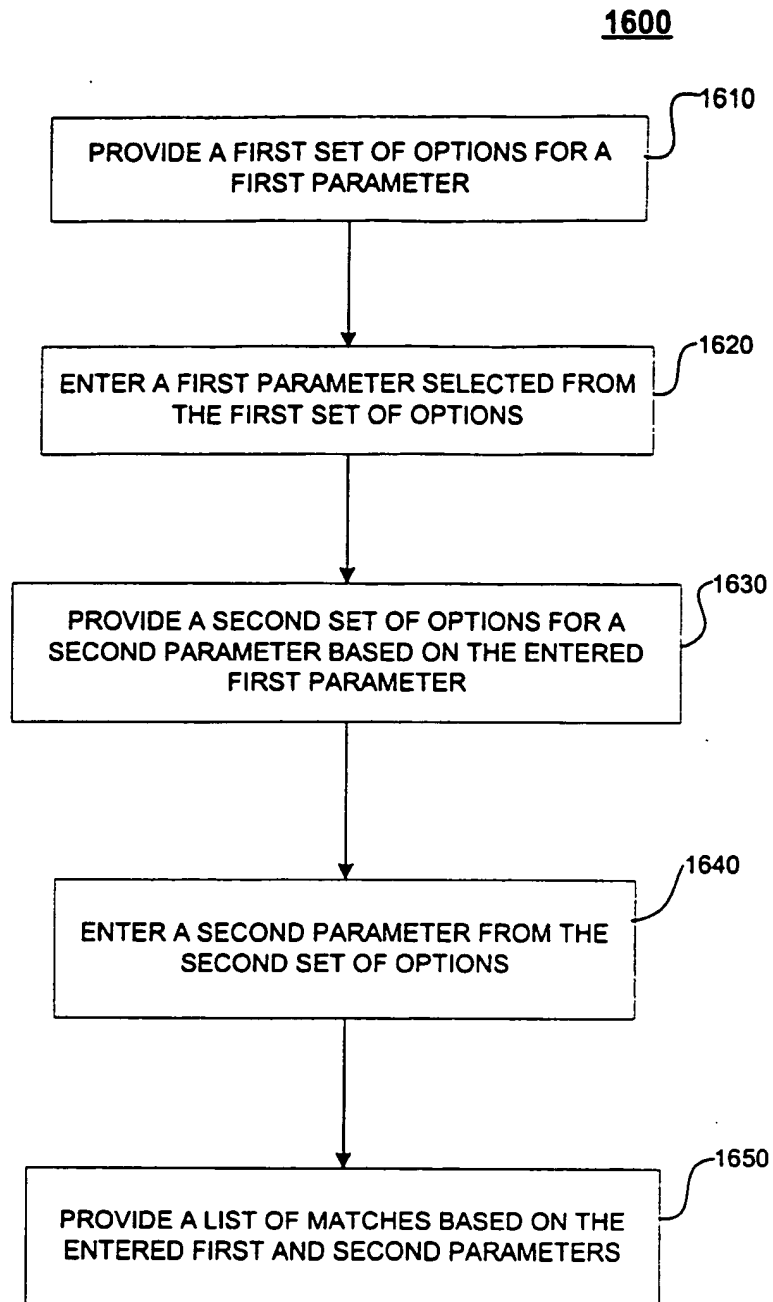 1600
1610
PROVIDE A FIRST SET OF OPTIONS FOR A
FIRST PARAMETER
1620
ENTER A FIRST PARAMETER SELECTED FROM
THE FIRST SET OF OPTIONS
1630
PROVIDE A SECOND SET OF OPTIONS FOR A
SECOND PARAMETER BASED ON THE ENTERED
FIRST PARAMETER
1640
ENTER A SECOND PARAMETER FROM THE
SECOND SET OF OPTIONS
1650
PROVIDE A LIST OF MATCHES BASED ON THE
ENTERED FIRST AND SECOND PARAMETERS